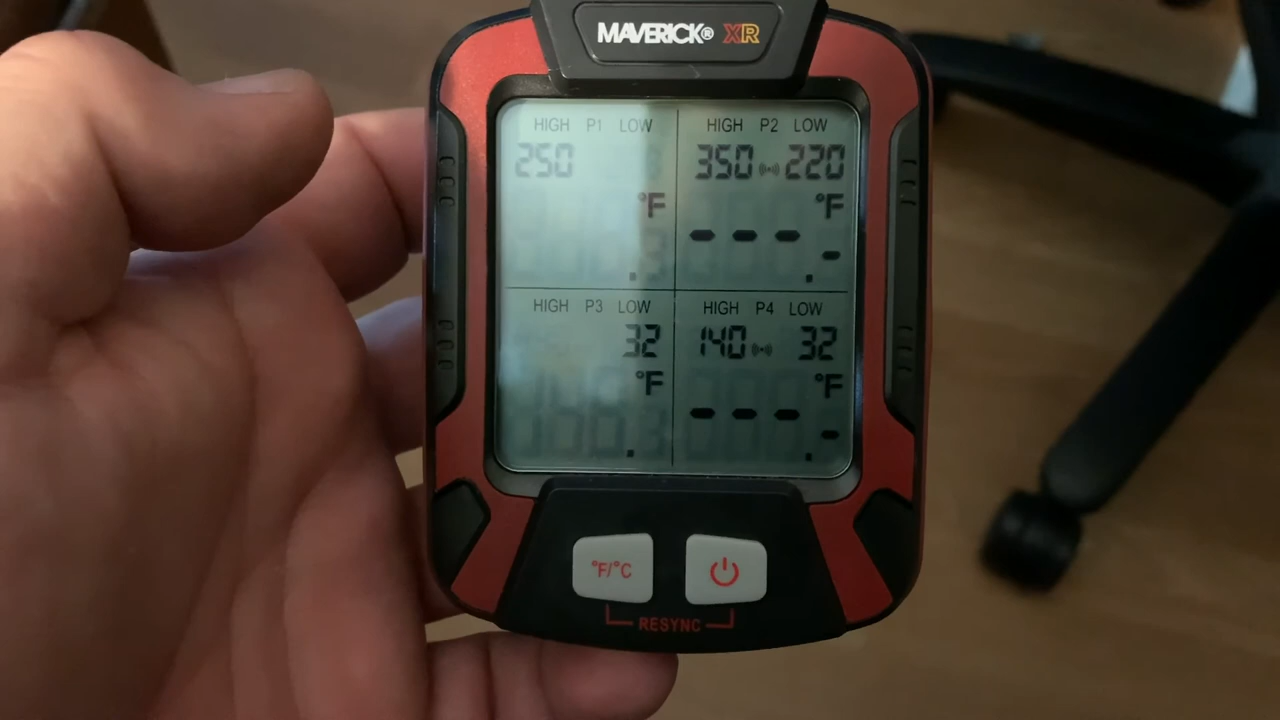 MAVERICK® XR
HIGH P1 LOW
250
°F
HIGH P2 LOW
350 220
°F
---.-
HIGH P3 LOW
32
°F
HIGH P4 LOW
140 32
°F
---.-
°F/°C
RESYNC